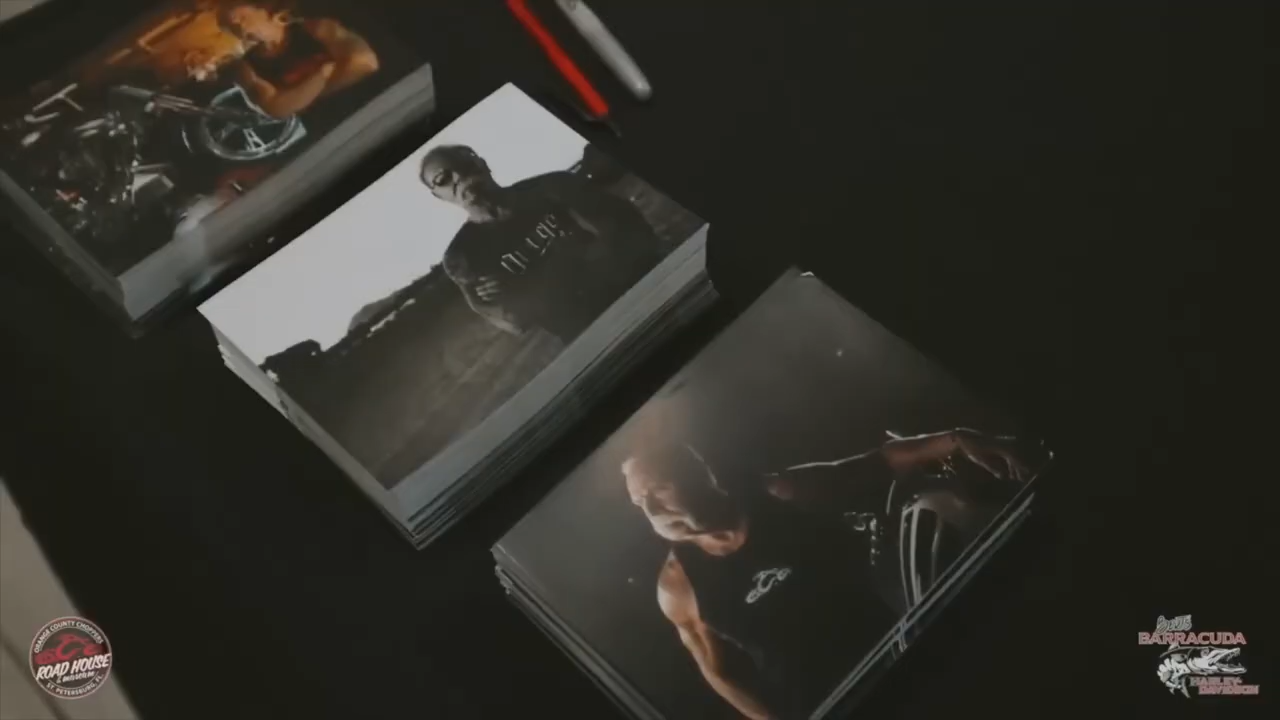 ORANGE COUNTY CHOPPERS
ROAD HOUSE
& MUSEUM
ST. PETERSBURG, FL
BARRACUDA
HARLEY-
DAVIDSON